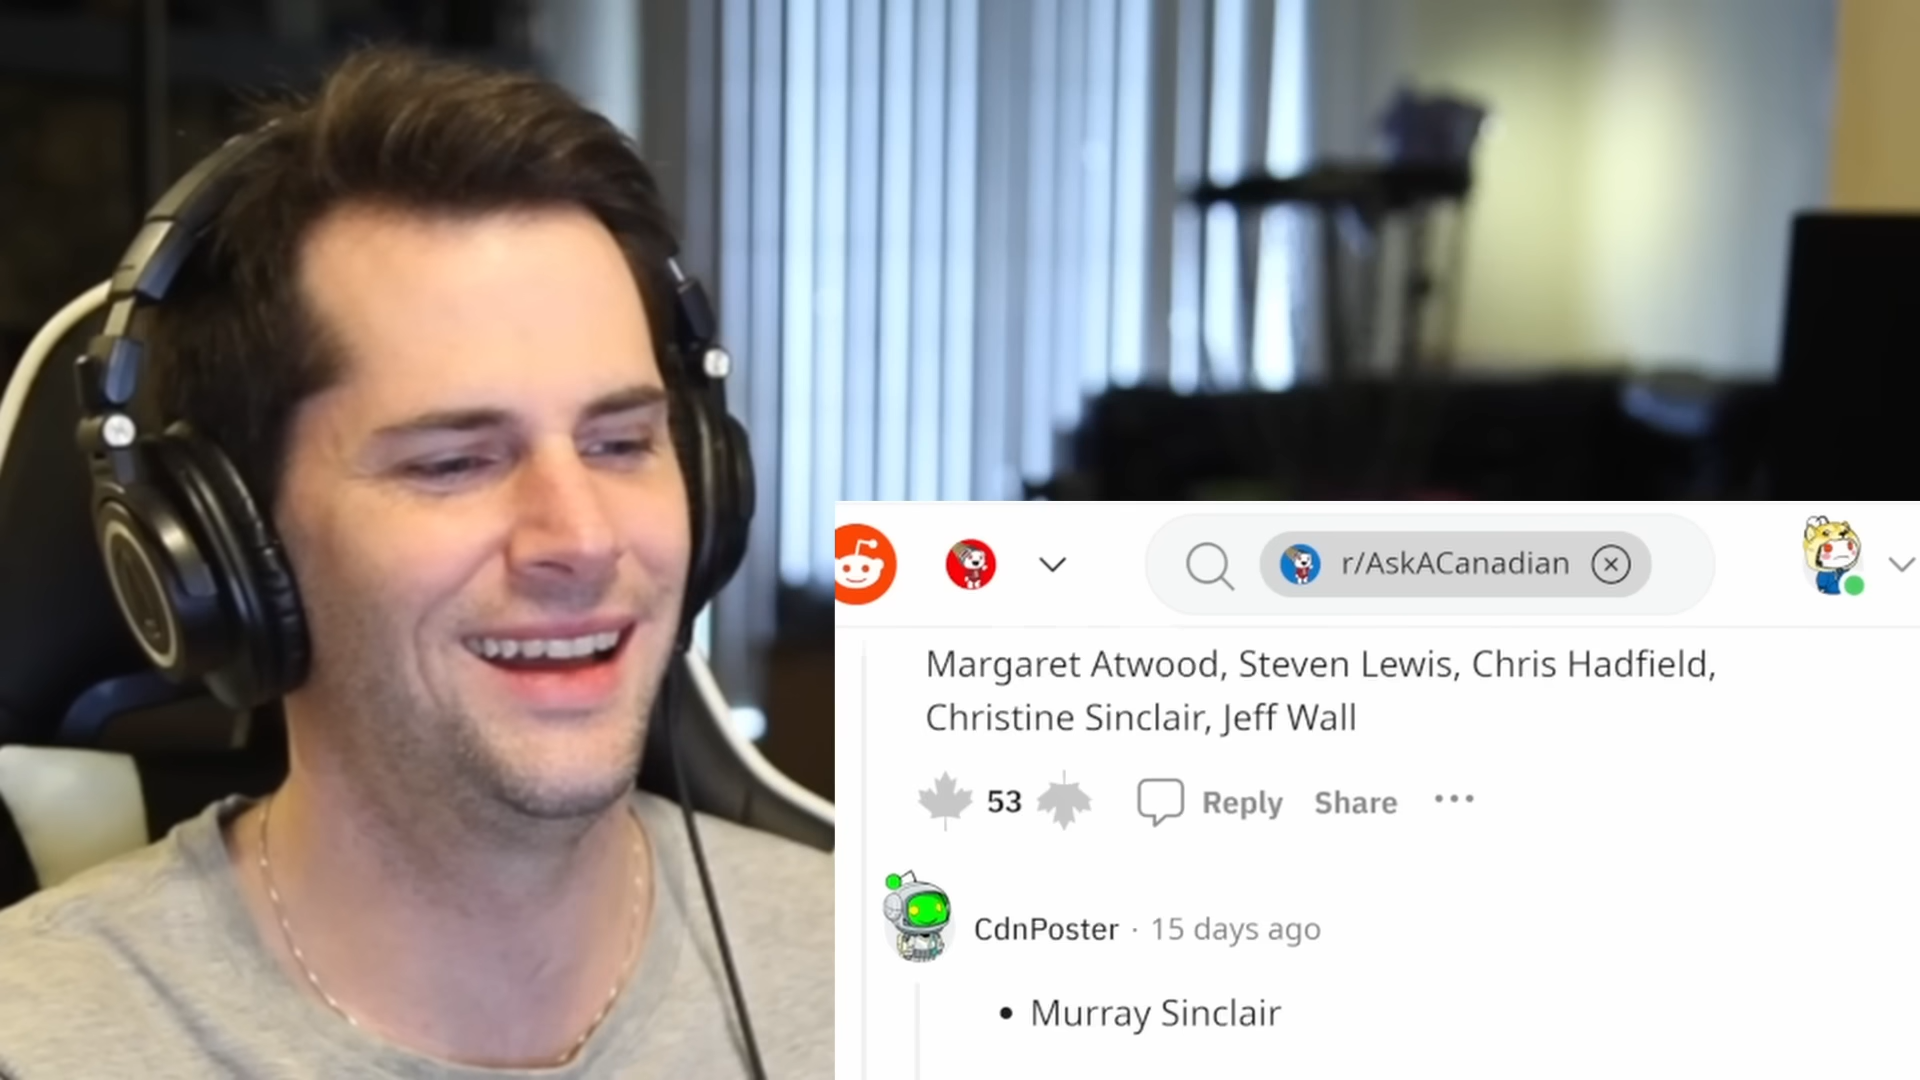 r/AskACanadian
Margaret Atwood, Steven Lewis, Chris Hadfield,
Christine Sinclair, Jeff Wall
53 Reply Share ...
CdnPoster · 15 days ago
• Murray Sinclair